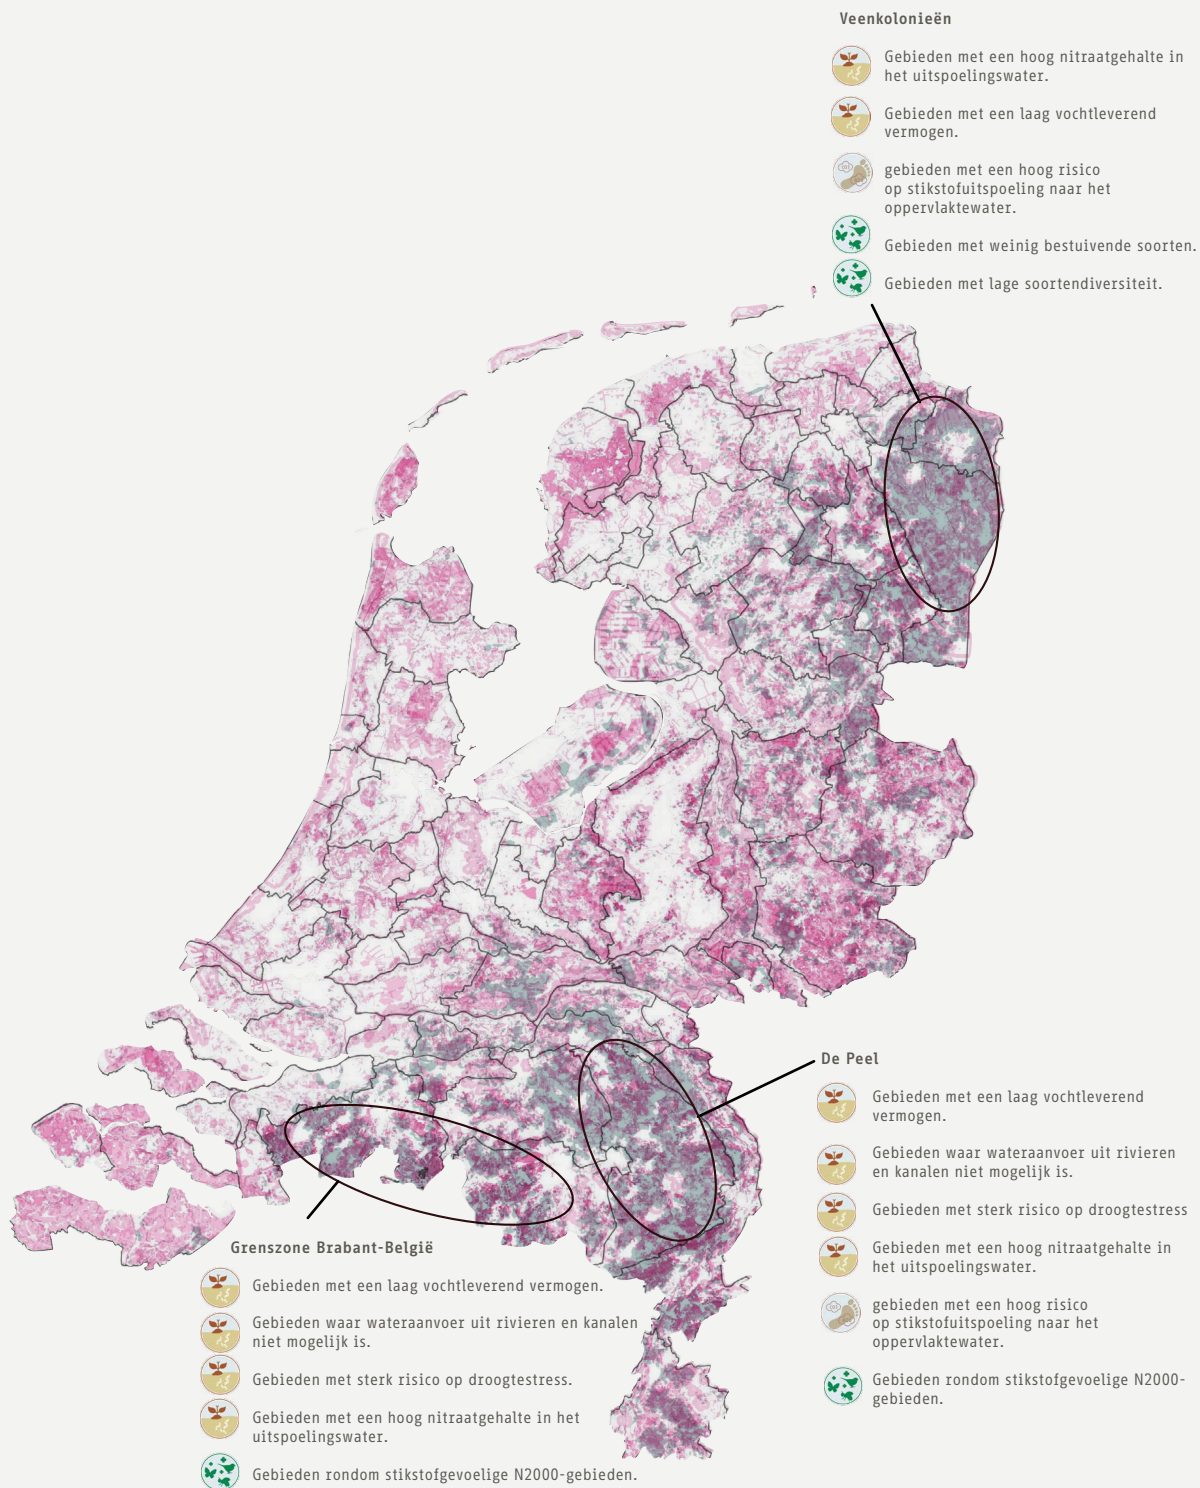 Veenkolonieën
Gebieden met een hoog nitraatgehalte in
het uitspoelingswater.
Gebieden met een laag vochtleverend
vermogen.
gebieden met een hoog risico
op stikstofuitspoeling naar het
oppervlaktewater.
Gebieden met weinig bestuivende soorten.
Gebieden met lage soortendiversiteit.
De Peel
Gebieden met een laag vochtleverend
vermogen.
Gebieden waar wateraanvoer uit rivieren
en kanalen niet mogelijk is.
Gebieden met sterk risico op droogtestress
Gebieden met een hoog nitraatgehalte in
het uitspoelingswater.
gebieden met een hoog risico
op stikstofuitspoeling naar het
oppervlaktewater.
Gebieden rondom stikstofgevoelige N2000-
gebieden.
Grenszone Brabant-België
Gebieden met een laag vochtleverend vermogen.
Gebieden waar wateraanvoer uit rivieren en kanalen
niet mogelijk is.
Gebieden met sterk risico op droogtestress.
Gebieden met een hoog nitraatgehalte in het
uitspoelingswater.
Gebieden rondom stikstofgevoelige N2000-gebieden.